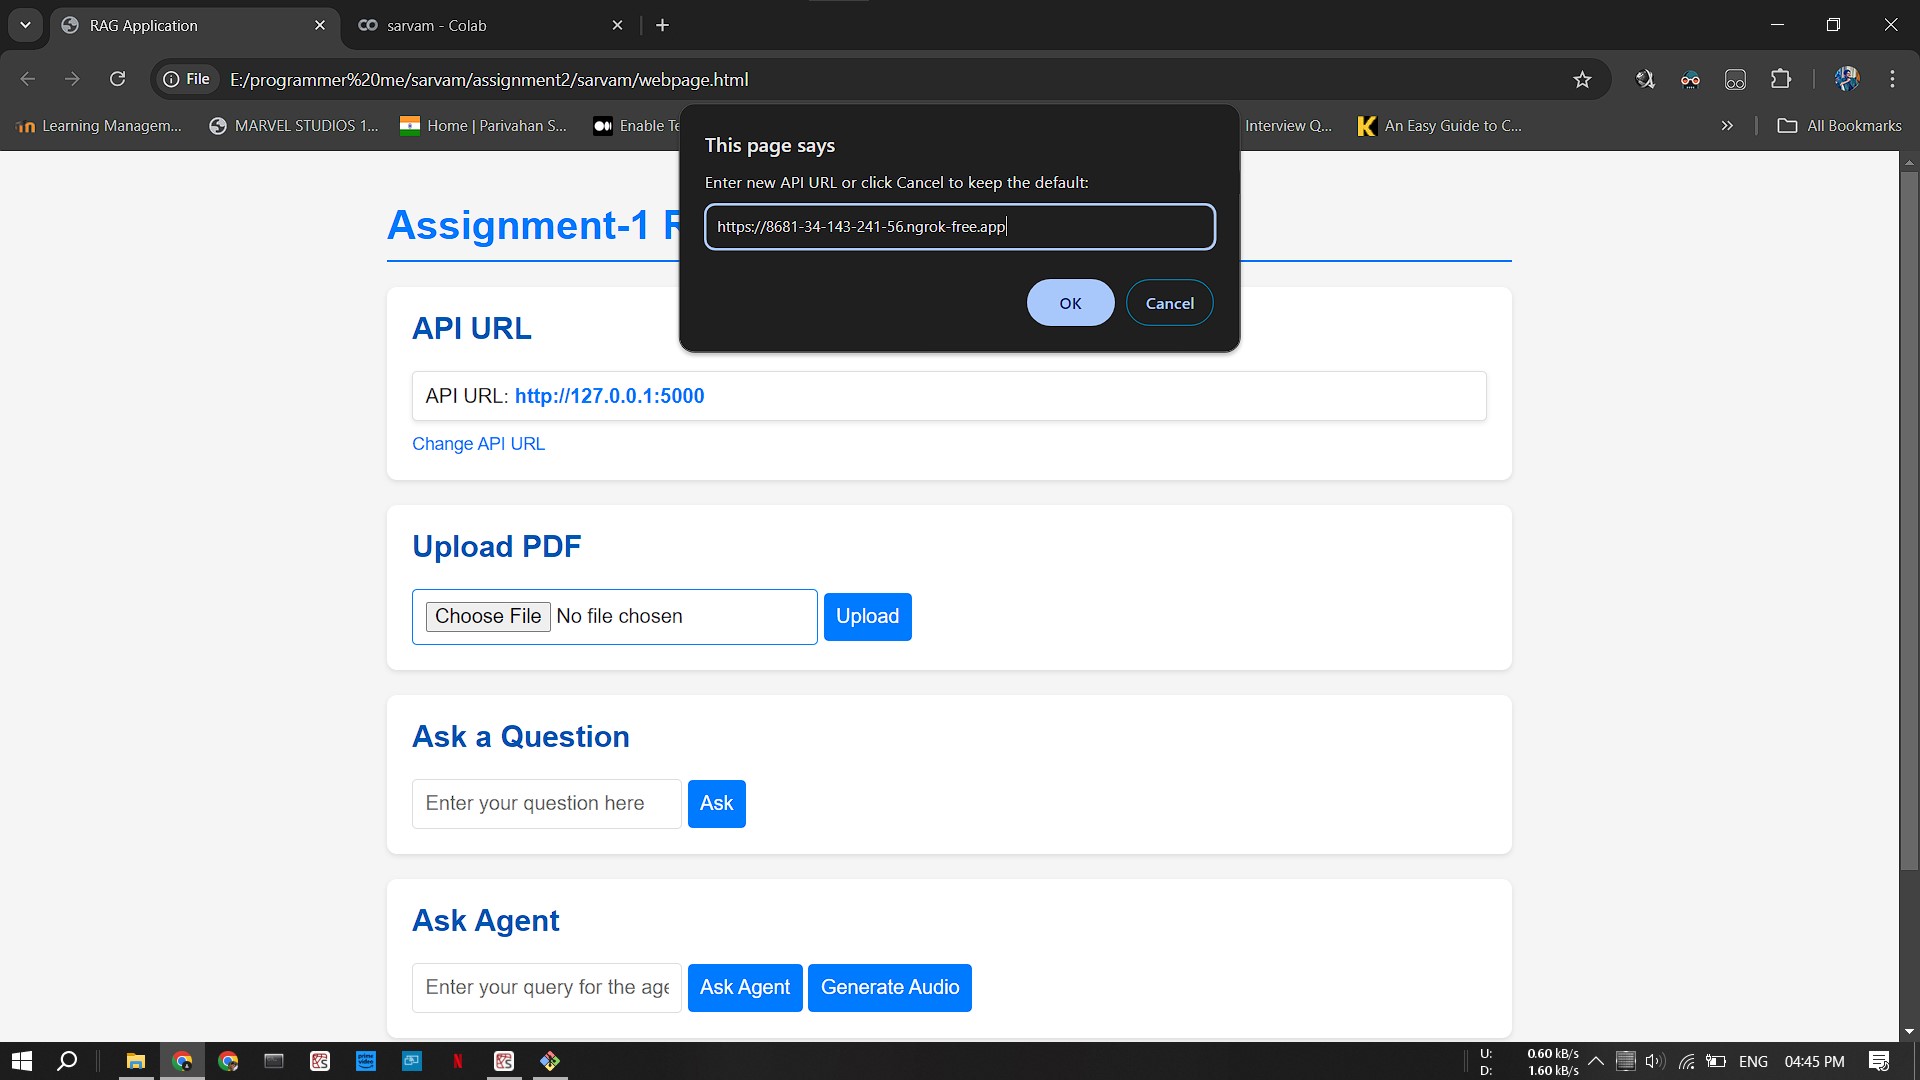 RAG Application
sarvam - Colab
File
E:/programmer%20me/sarvam/assignment2/sarvam/webpage.html
Learning Managem...
MARVEL STUDIOS 1...
Home | Parivahan S...
Enable Te
Interview Q...
An Easy Guide to C...
All Bookmarks
This page says
Enter new API URL or click Cancel to keep the default:
https://8681-34-143-241-56.ngrok-free.app
OK
Cancel
Assignment-1
API URL
API URL: http://127.0.0.1:5000
Change API URL
Upload PDF
Choose File No file chosen
Upload
Ask a Question
Enter your question here
Ask
Ask Agent
Enter your query for the age
Ask Agent
Generate Audio
U: 0.60 kB/s
D: 1.60 kB/s
ENG
04:45 PM